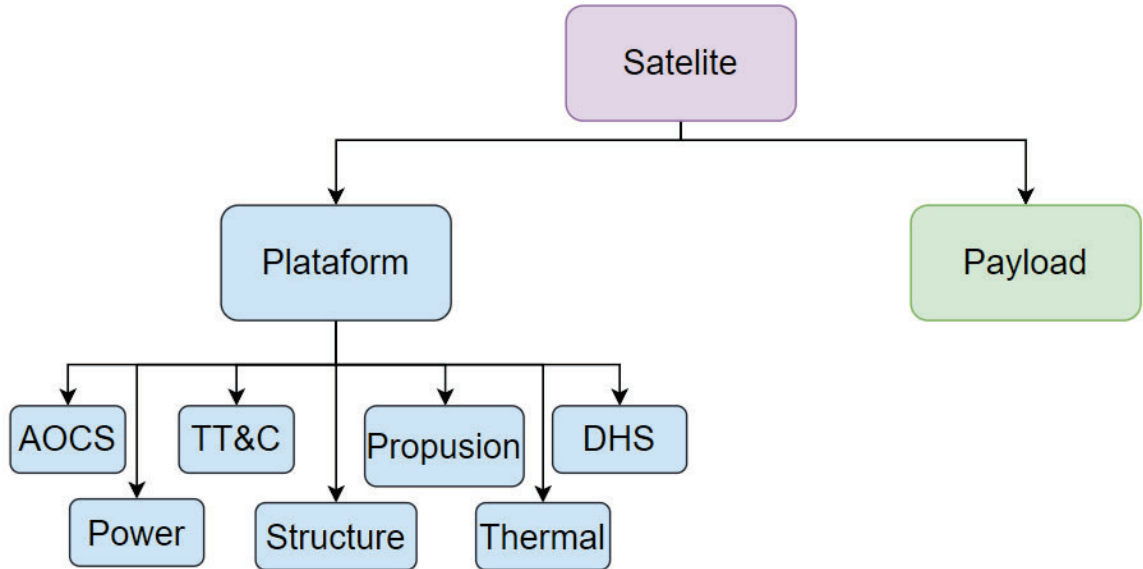 Satelite
Plataform
Payload
AOCS
TT&C
Propusion
DHS
Power
Structure
Thermal